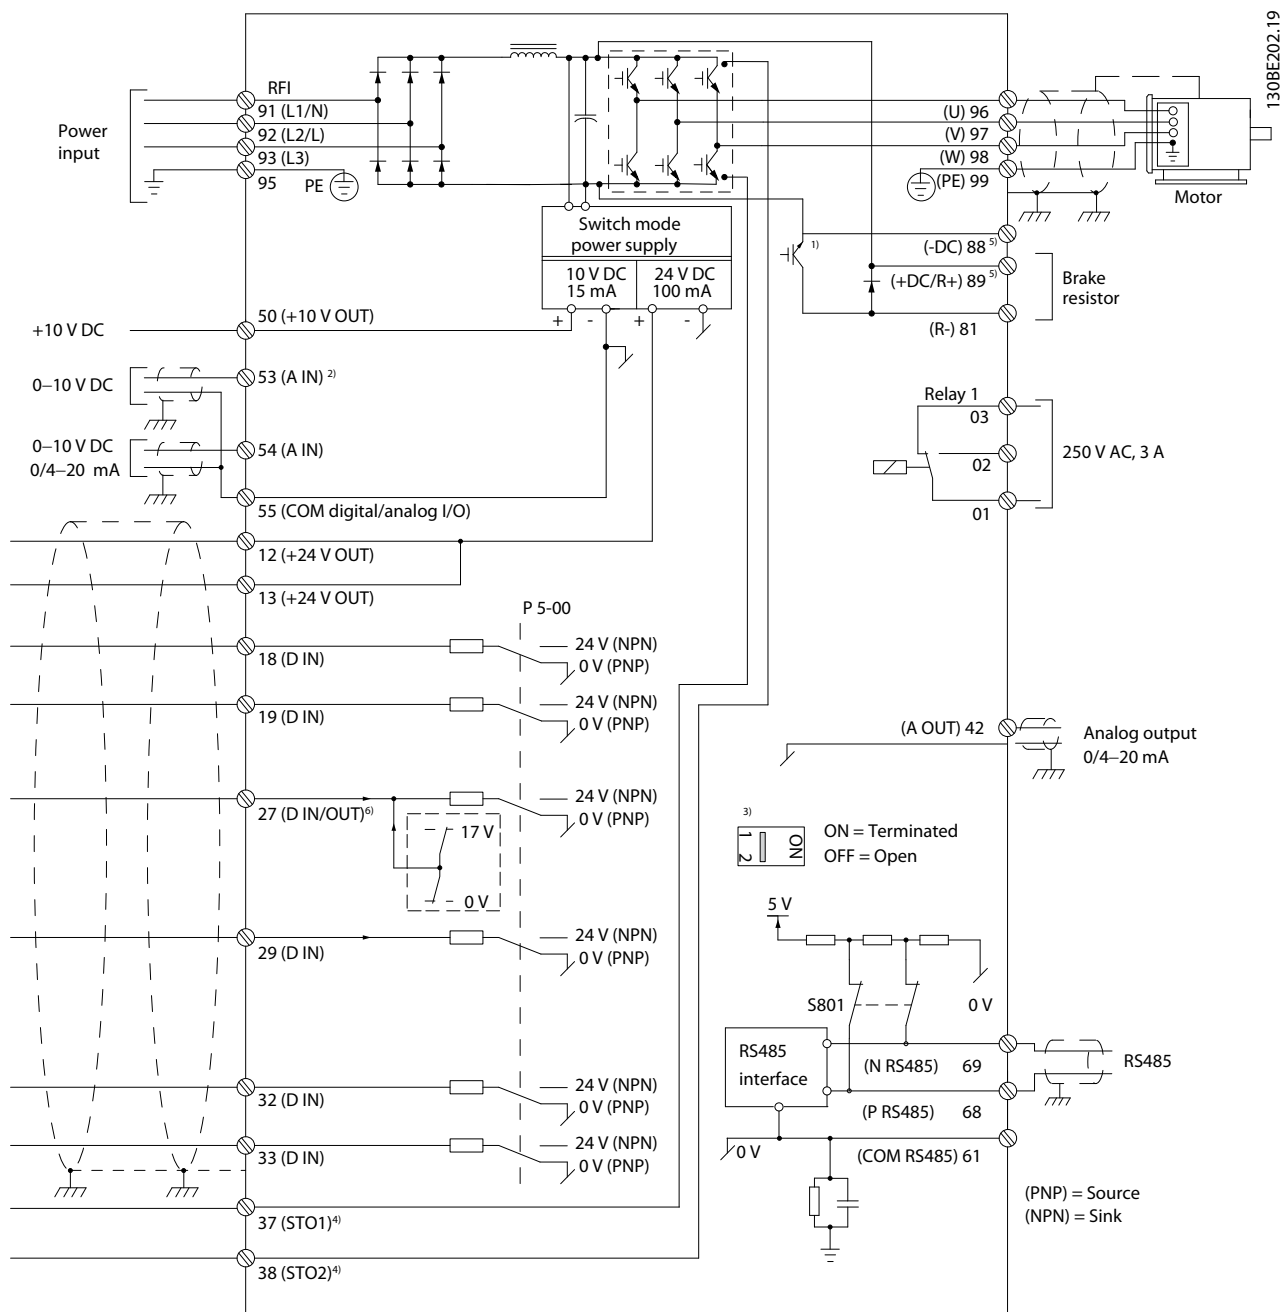 130BE202.19
Power
input
RFI
91 (L1/N)
92 (L2/L)
93 (L3)
95
PE
(U) 96
(V) 97
(W) 98
(PE) 99
Motor
Switch mode
power supply
10 V DC
15 mA
24 V DC
100 mA
+ - + -
1)
(-DC) 88 5)
(+DC/R+) 89 5)
(R-) 81
Brake
resistor
+10 V DC
50 (+10 V OUT)
0–10 V DC
53 (A IN) 2)
0–10 V DC
0/4–20 mA
54 (A IN)
55 (COM digital/analog I/O)
12 (+24 V OUT)
13 (+24 V OUT)
Relay 1
03
02
01
250 V AC, 3 A
P 5-00
18 (D IN)
24 V (NPN)
0 V (PNP)
19 (D IN)
24 V (NPN)
0 V (PNP)
27 (D IN/OUT)6)
24 V (NPN)
0 V (PNP)
17 V
0 V
29 (D IN)
24 V (NPN)
0 V (PNP)
32 (D IN)
24 V (NPN)
0 V (PNP)
33 (D IN)
24 V (NPN)
0 V (PNP)
37 (STO1)4)
38 (STO2)4)
(A OUT) 42
Analog output
0/4–20 mA
3)
1 2 ON
ON = Terminated
OFF = Open
5 V
S801
0 V
RS485
interface
(N RS485) 69
(P RS485) 68
RS485
0 V
(COM RS485) 61
(PNP) = Source
(NPN) = Sink